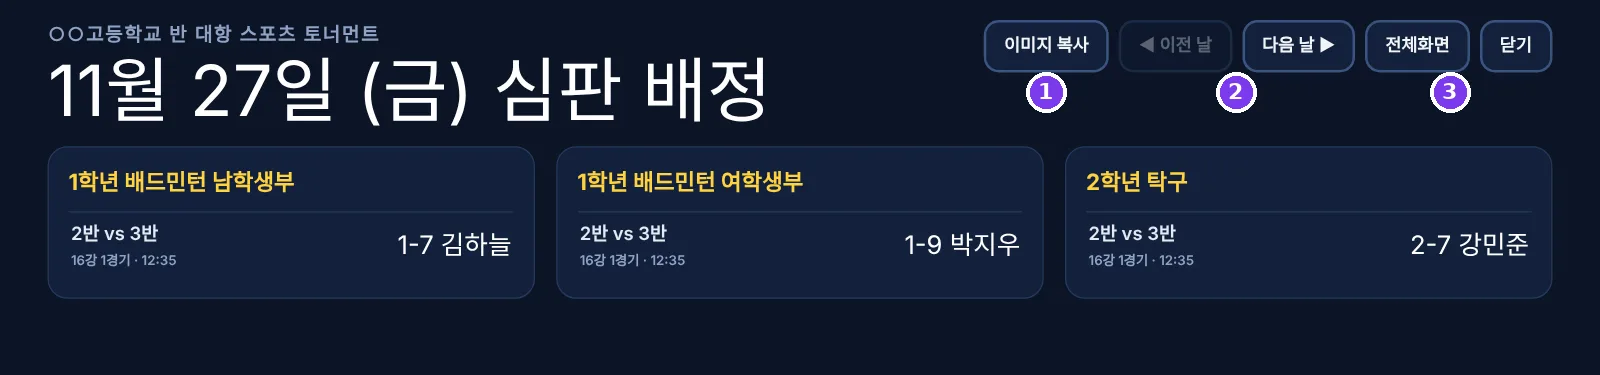 ○○고등학교 반 대항 스포츠 토너먼트
11월 27일 (금) 심판 배정
이미지 복사
◀ 이전 날
다음 날 ▶
전체화면
닫기
1
2
3
1학년 배드민턴 남학생부
2반 vs 3반
16강 1경기 · 12:35
1-7 김하늘
1학년 배드민턴 여학생부
2반 vs 3반
16강 1경기 · 12:35
1-9 박지우
2학년 탁구
2반 vs 3반
16강 1경기 · 12:35
2-7 강민준